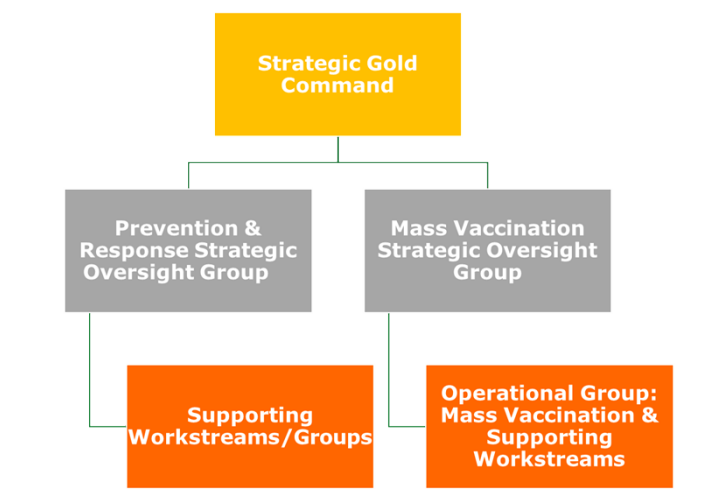 Strategic Gold
Command
Prevention &
Response Strategic
Oversight Group
Mass Vaccination
Strategic Oversight
Group
Supporting
Workstreams/Groups
Operational Group:
Mass Vaccination &
Supporting
Workstreams